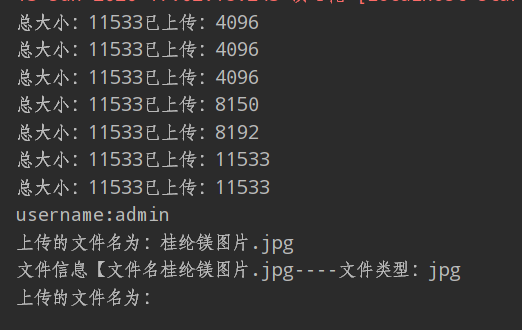 总大小：11533已上传：4096
总大小：11533已上传：4096
总大小：11533已上传：4096
总大小：11533已上传：8150
总大小：11533已上传：8192
总大小：11533已上传：11533
总大小：11533已上传：11533
username:admin
上传的文件名为：桂纶镁图片.jpg
文件信息【文件名桂纶镁图片.jpg----文件类型：jpg
上传的文件名为：